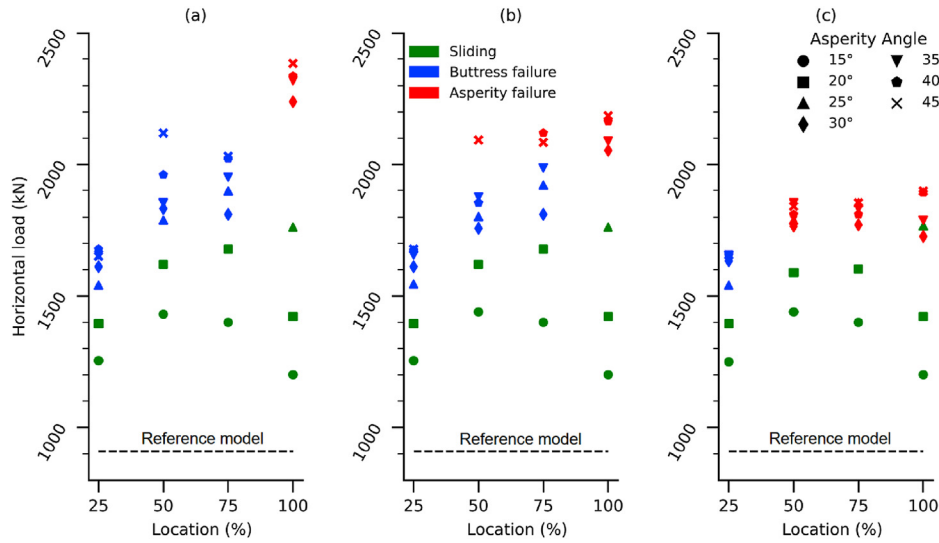 (a)
(b)
(c)
Horizontal load (kN)
2500
2000
1500
1000
Reference model
25 50 75 100
Location (%)
2500
2000
1500
1000
Sliding
Buttress failure
Asperity failure
Reference model
25 50 75 100
Location (%)
2500
2000
1500
1000
Asperity Angle
15° 35
20° 40
25° 45
30°
Reference model
25 50 75 100
Location (%)